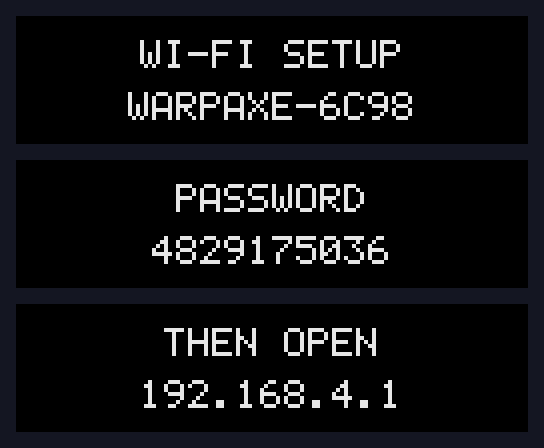 WI-FI SETUP
WARPAXE-6C98
PASSWORD
4829175036
THEN OPEN
192.168.4.1